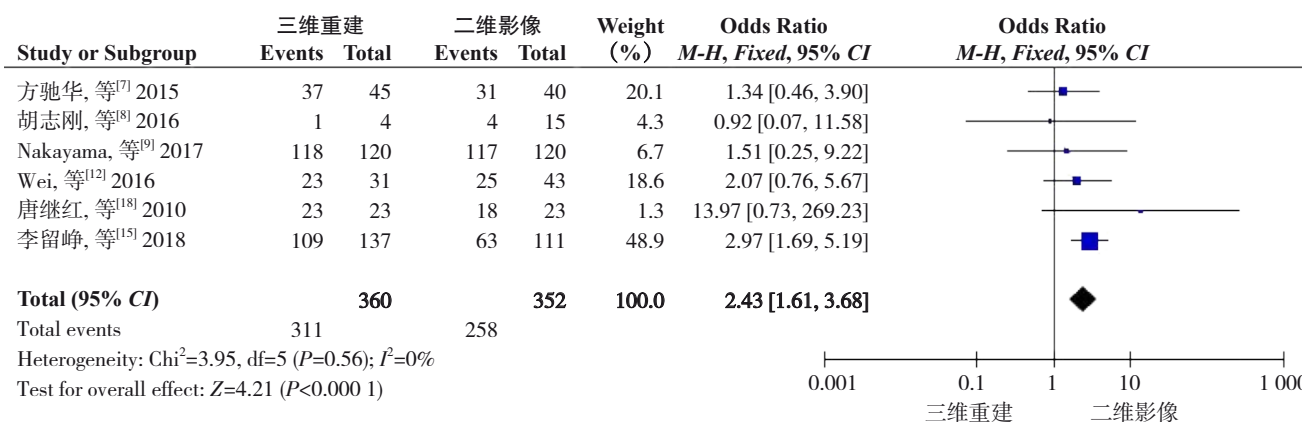 三维重建 二维影像 Weight Odds Ratio Odds Ratio
Study or Subgroup Events Total Events Total (%) M-H, Fixed, 95% CI M-H, Fixed, 95% CI
方驰华, 等[7] 2015 37 45 31 40 20.1 1.34 [0.46, 3.90]
胡志刚, 等[8] 2016 1 4 4 15 4.3 0.92 [0.07, 11.58]
Nakayama, 等[9] 2017 118 120 117 120 6.7 1.51 [0.25, 9.22]
Wei, 等[12] 2016 23 31 25 43 18.6 2.07 [0.76, 5.67]
唐继红, 等[18] 2010 23 23 18 23 1.3 13.97 [0.73, 269.23]
李留峥, 等[15] 2018 109 137 63 111 48.9 2.97 [1.69, 5.19]
Total (95% CI) 360 352 100.0 2.43 [1.61, 3.68]
Total events 311 258
Heterogeneity: Chi²=3.95, df=5 (P=0.56); I²=0%
Test for overall effect: Z=4.21 (P<0.000 1)
0.001 0.1 1 10 1 000
三维重建 二维影像